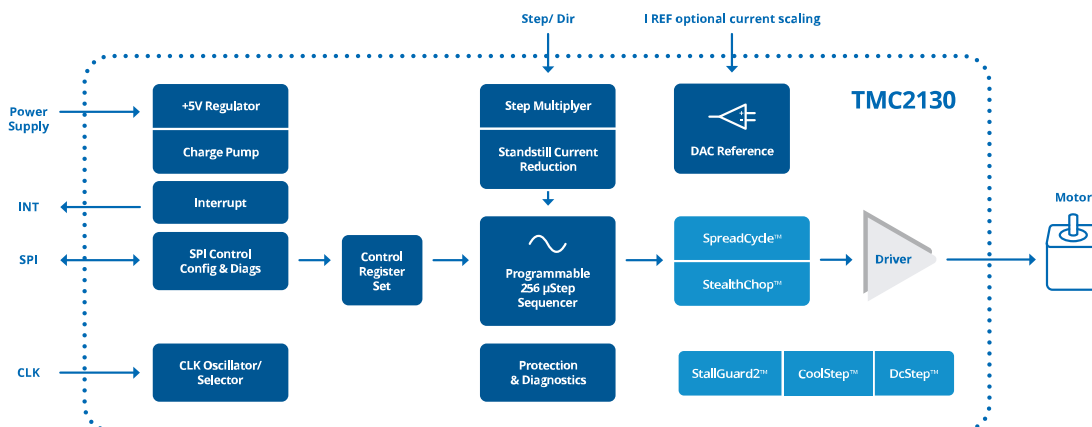 Step/ Dir
I REF optional current scaling
TMC2130
Power
Supply
+5V Regulator
Charge Pump
Step Multiplyer
Standstill Current
Reduction
DAC Reference
INT
Interrupt
Motor
SPI
SPI Control
Config & Diags
Control
Register
Set
Programmable
256 µStep
Sequencer
SpreadCycle™
StealthChop™
Driver
CLK
CLK Oscillator/
Selector
Protection
& Diagnostics
StallGuard2™
CoolStep™
DcStep™